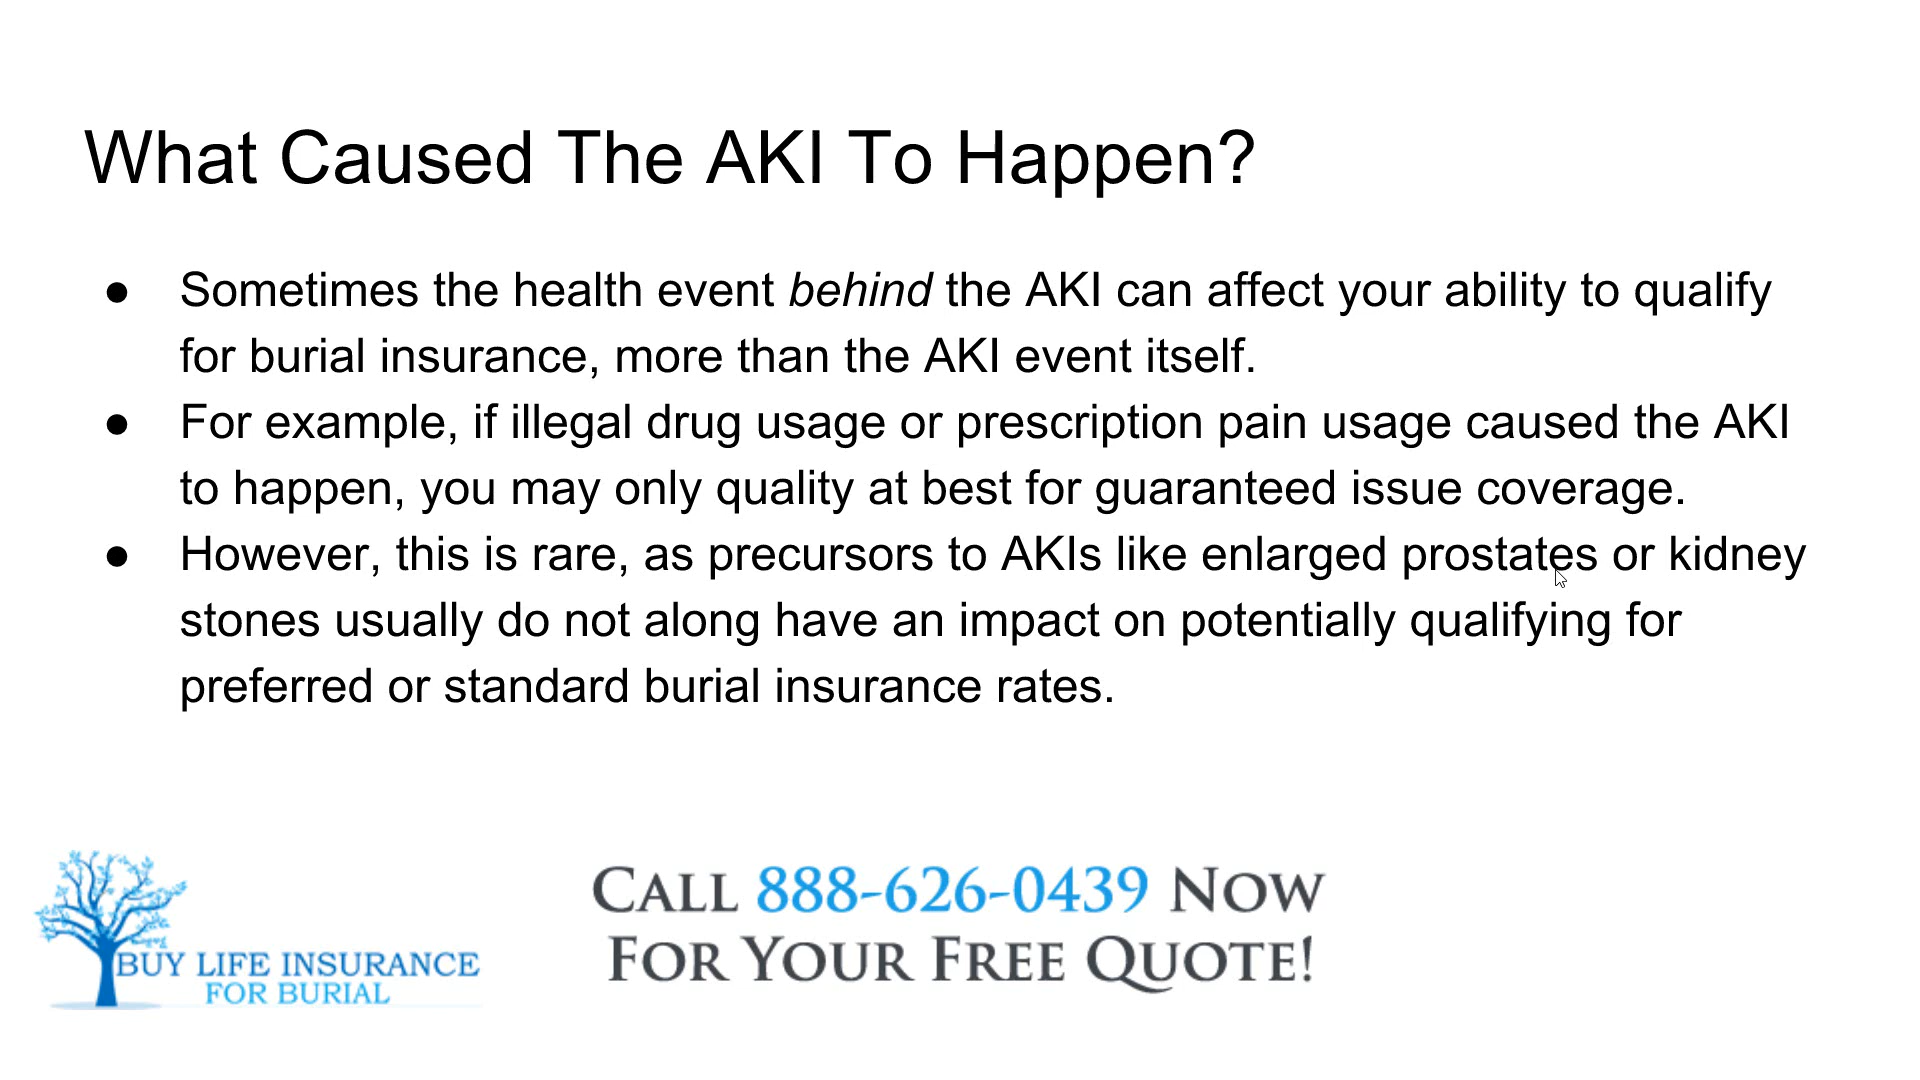 What Caused The AKI To Happen?
● Sometimes the health event behind the AKI can affect your ability to qualify
for burial insurance, more than the AKI event itself.
● For example, if illegal drug usage or prescription pain usage caused the AKI
to happen, you may only quality at best for guaranteed issue coverage.
● However, this is rare, as precursors to AKIs like enlarged prostates or kidney
stones usually do not along have an impact on potentially qualifying for
preferred or standard burial insurance rates.
BUY LIFE INSURANCE
FOR BURIAL
CALL 888-626-0439 NOW
FOR YOUR FREE QUOTE!